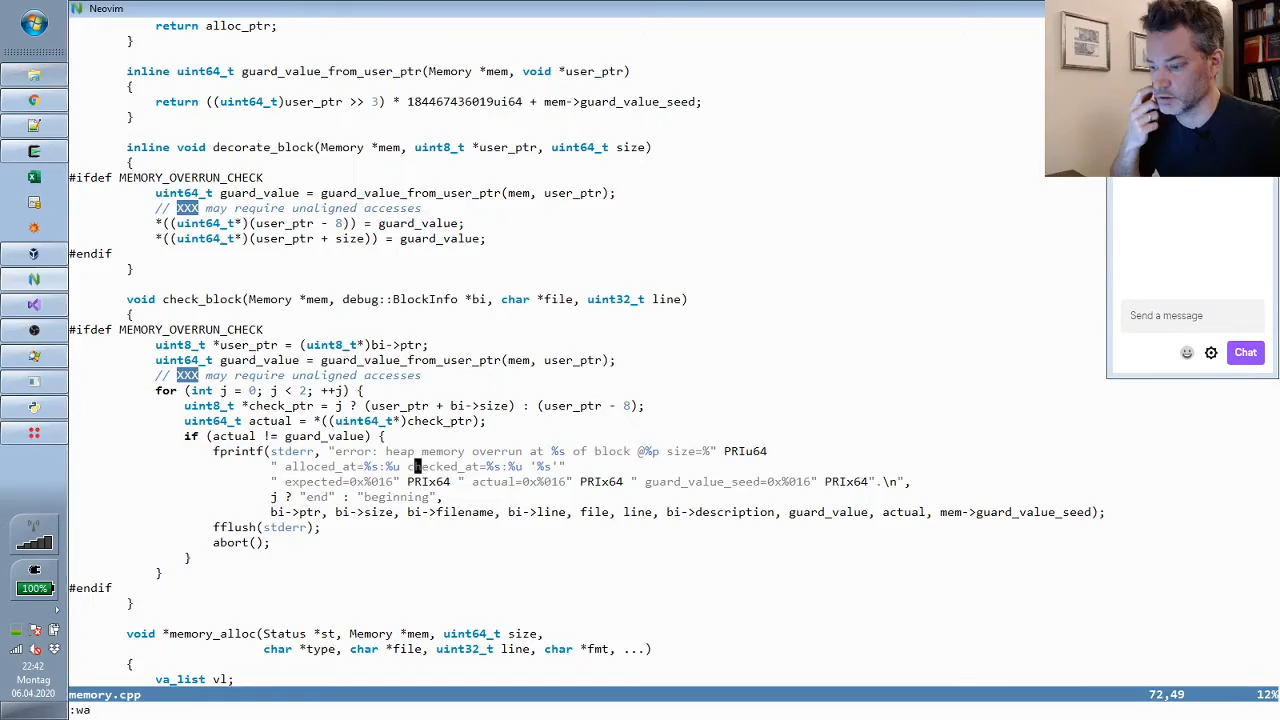 Neovim
return alloc_ptr;
}
inline uint64_t guard_value_from_user_ptr(Memory *mem, void *user_ptr)
{
return ((uint64_t)user_ptr >> 3) * 184467436019ui64 + mem->guard_value_seed;
}
inline void decorate_block(Memory *mem, uint8_t *user_ptr, uint64_t size)
{
#ifdef MEMORY_OVERRUN_CHECK
uint64_t guard_value = guard_value_from_user_ptr(mem, user_ptr);
// XXX may require unaligned accesses
*((uint64_t*)(user_ptr - 8)) = guard_value;
*((uint64_t*)(user_ptr + size)) = guard_value;
#endif
}
void check_block(Memory *mem, debug::BlockInfo *bi, char *file, uint32_t line)
{
#ifdef MEMORY_OVERRUN_CHECK
uint8_t *user_ptr = (uint8_t*)bi->ptr;
uint64_t guard_value = guard_value_from_user_ptr(mem, user_ptr);
// XXX may require unaligned accesses
for (int j = 0; j < 2; ++j) {
uint8_t *check_ptr = j ? (user_ptr + bi->size) : (user_ptr - 8);
uint64_t actual = *((uint64_t*)check_ptr);
if (actual != guard_value) {
fprintf(stderr, "error: heap memory overrun at %s of block @%p size=%" PRIu64
" alloced_at=%s:%u checked_at=%s:%u '%s'"
" expected=0x%016" PRIx64 " actual=0x%016" PRIx64 " guard_value_seed=0x%016" PRIx64".\n",
j ? "end" : "beginning",
bi->ptr, bi->size, bi->filename, bi->line, file, line, bi->description, guard_value, actual, mem->guard_value_seed);
fflush(stderr);
abort();
}
}
#endif
}
void *memory_alloc(Status *st, Memory *mem, uint64_t size,
char *type, char *file, uint32_t line, char *fmt, ...)
{
va_list vl;
memory.cpp 72,49 12%
:wa
Send a message
Chat
100%
22:42
Montag
06.04.2020